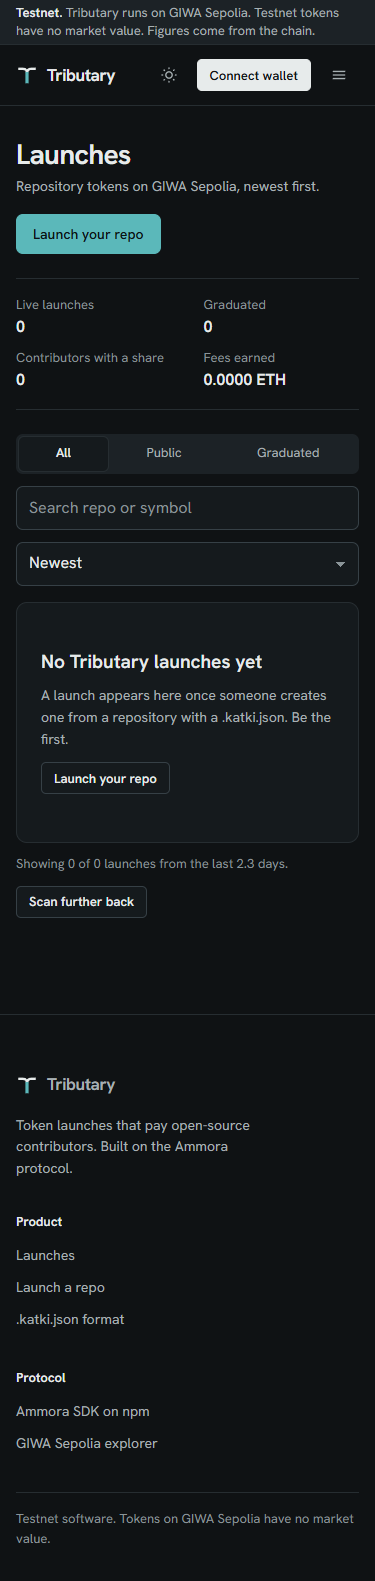 Testnet. Tributary runs on GIWA Sepolia. Testnet tokens
have no market value. Figures come from the chain.
Tributary
Connect wallet
Launches
Repository tokens on GIWA Sepolia, newest first.
Launch your repo
Live launches
0
Graduated
0
Contributors with a share
0
Fees earned
0.0000 ETH
All
Public
Graduated
Search repo or symbol
Newest
No Tributary launches yet
A launch appears here once someone creates
one from a repository with a .katki.json. Be the
first.
Launch your repo
Showing 0 of 0 launches from the last 2.3 days.
Scan further back
Tributary
Token launches that pay open-source
contributors. Built on the Ammora
protocol.
Product
Launches
Launch a repo
.katki.json format
Protocol
Ammora SDK on npm
GIWA Sepolia explorer
Testnet software. Tokens on GIWA Sepolia have no market
value.